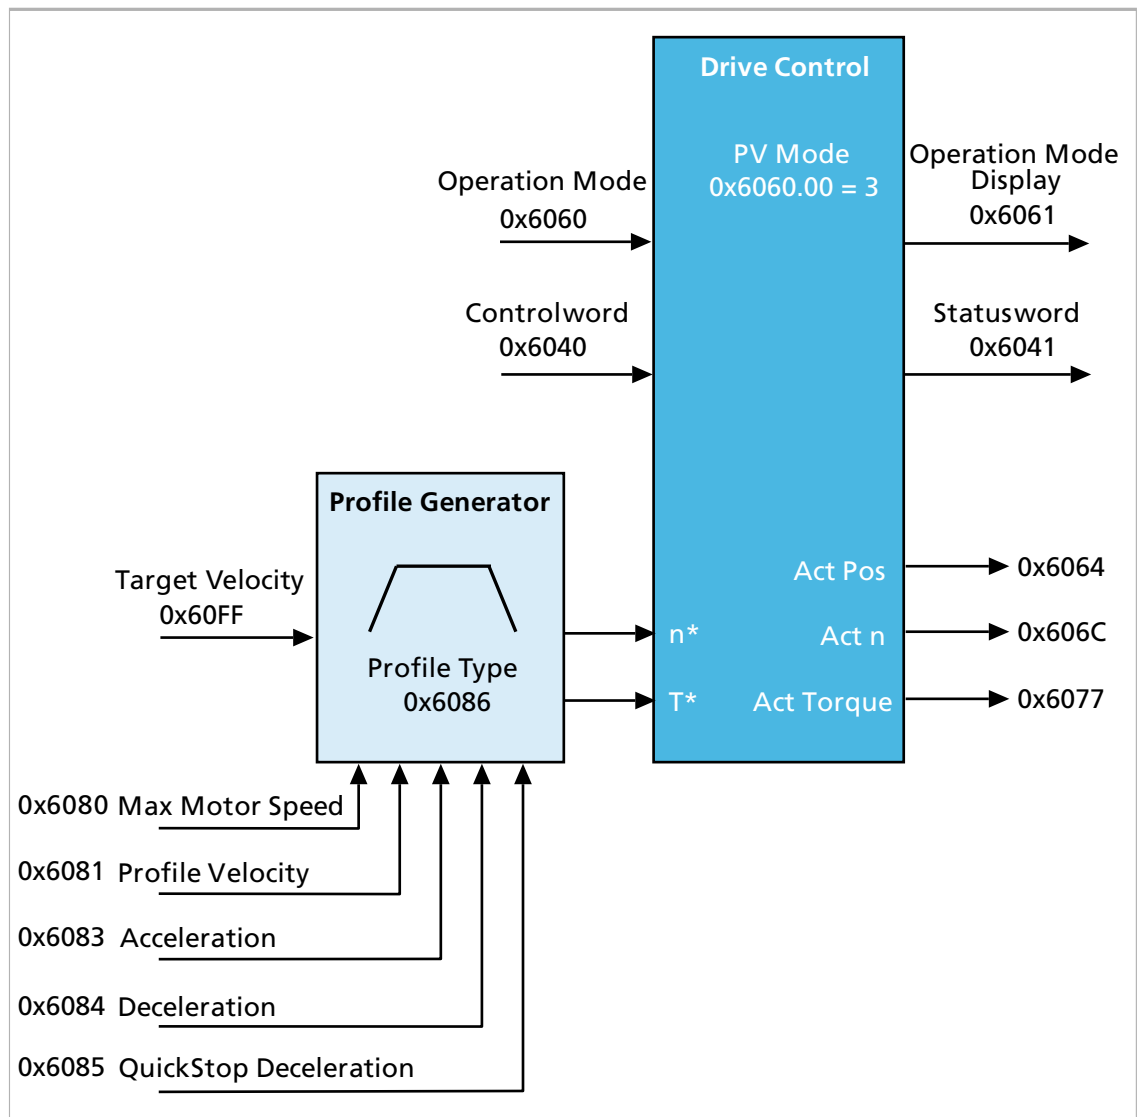 Drive Control
PV Mode
0x6060.00 = 3
Operation Mode
0x6060
Operation Mode
Display
0x6061
Controlword
0x6040
Statusword
0x6041
Profile Generator
Target Velocity
0x60FF
Profile Type
0x6086
n*
T*
Act Pos
0x6064
Act n
0x606C
Act Torque
0x6077
0x6080 Max Motor Speed
0x6081 Profile Velocity
0x6083 Acceleration
0x6084 Deceleration
0x6085 QuickStop Deceleration